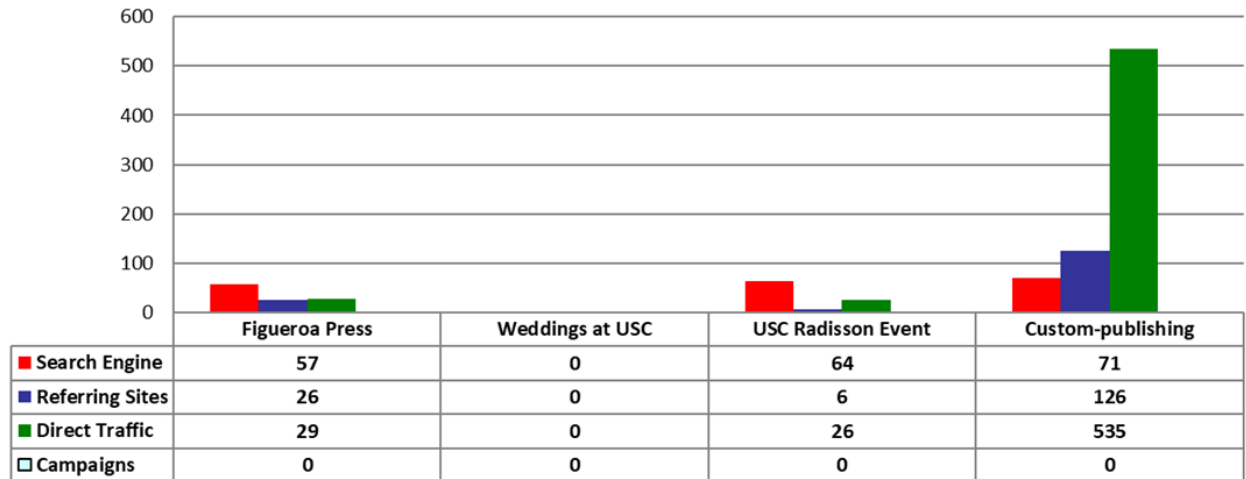 600
500
400
300
200
100
0
Figueroa Press Weddings at USC USC Radisson Event Custom-publishing
Search Engine 57 0 64 71
Referring Sites 26 0 6 126
Direct Traffic 29 0 26 535
Campaigns 0 0 0 0